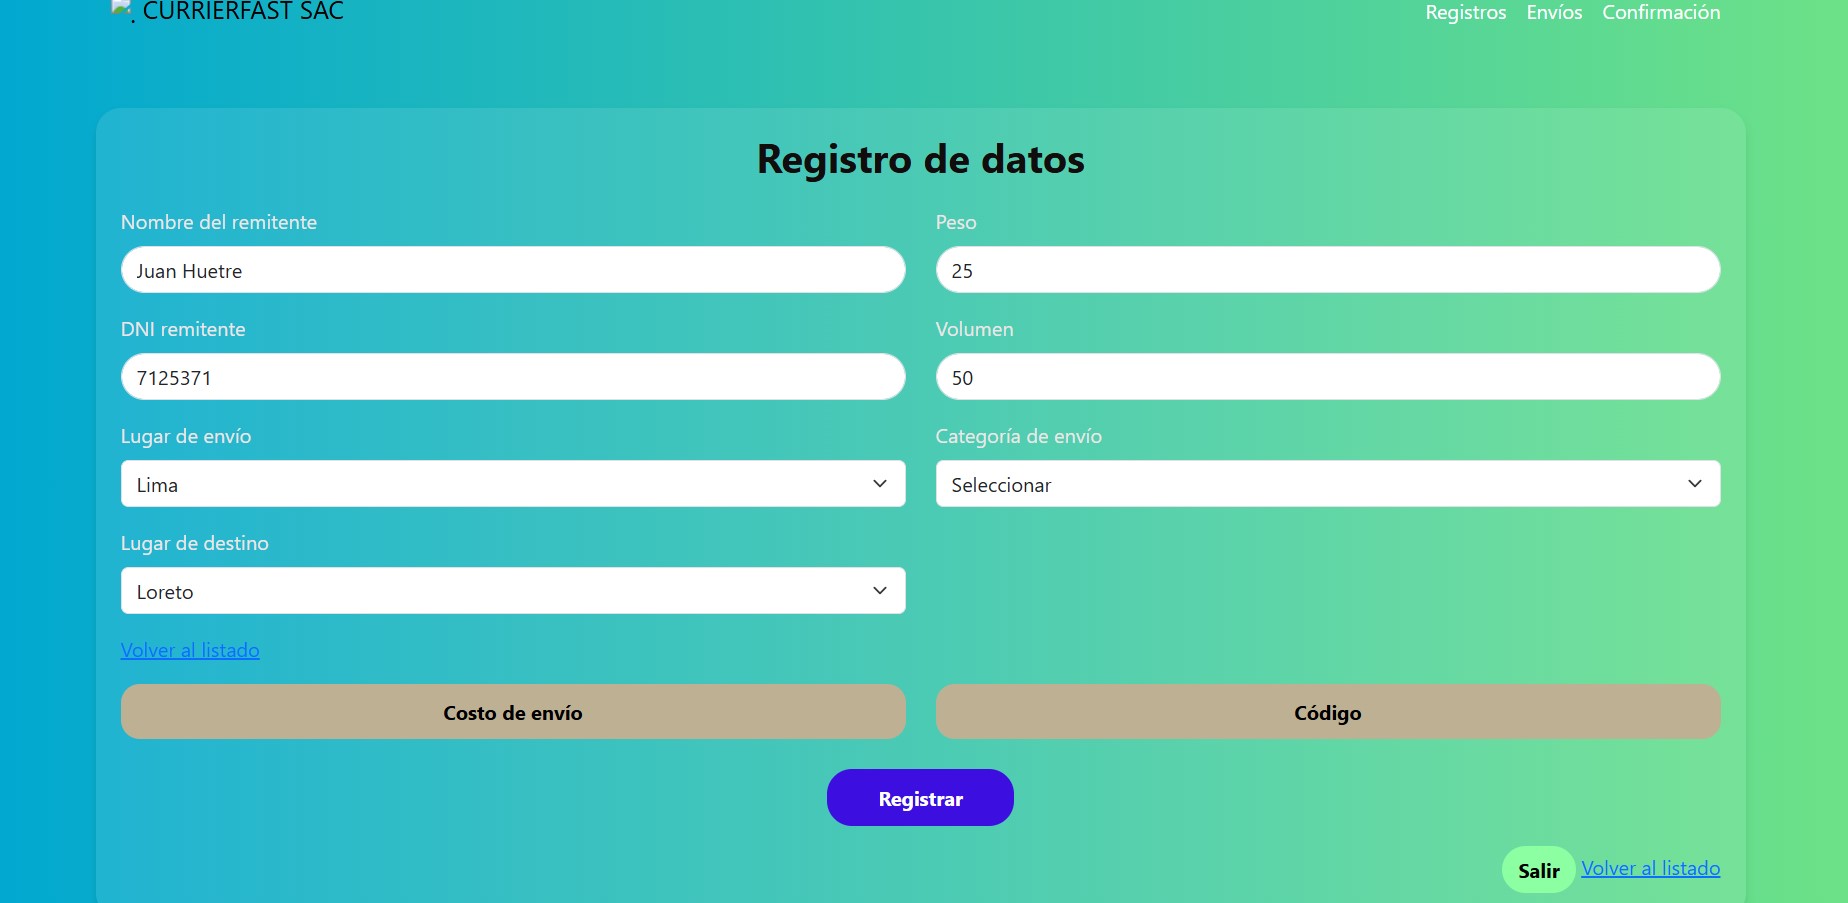 CURRIERFAST SAC
Registros Envíos Confirmación
Registro de datos
Nombre del remitente
Juan Huetre
Peso
25
DNI remitente
7125371
Volumen
50
Lugar de envío
Lima
Categoría de envío
Seleccionar
Lugar de destino
Loreto
Volver al listado
Costo de envío
Código
Registrar
Salir Volver al listado